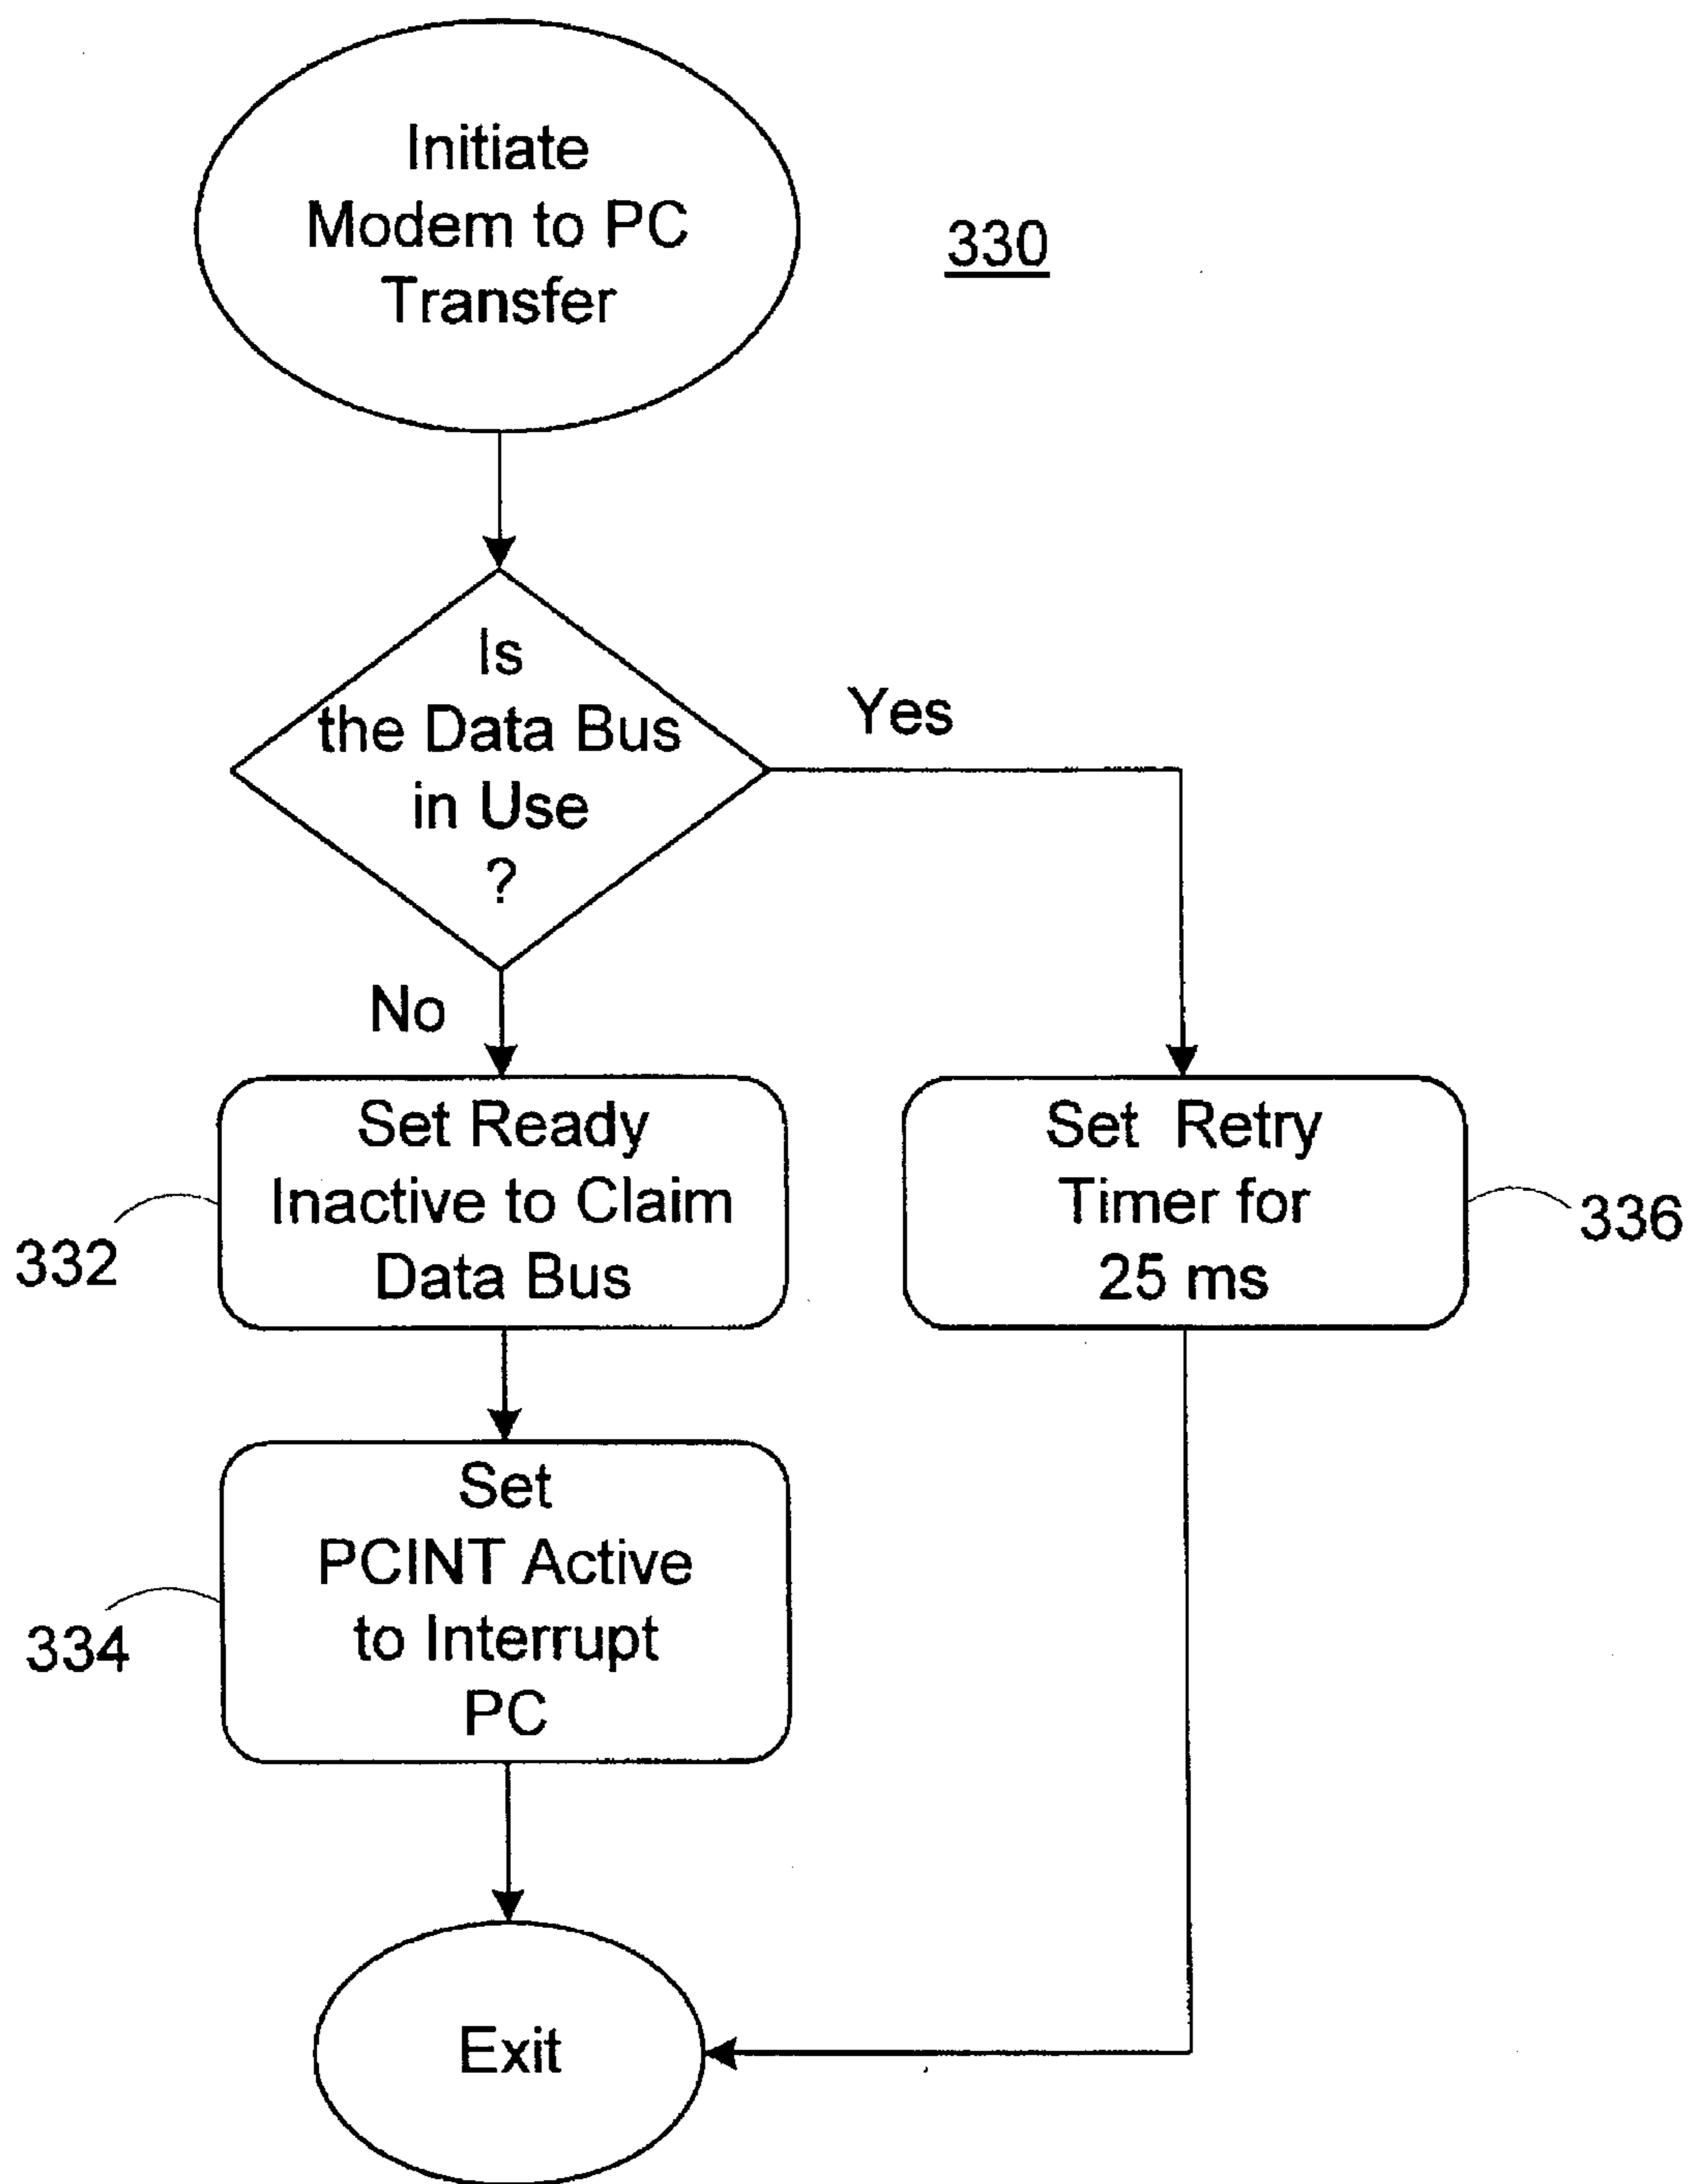 Initiate
Modem to PC
Transfer
330
Is
the Data Bus
in Use
?
Yes
No
Set Ready
Inactive to Claim
Data Bus
332
Set Retry
Timer for
25 ms
336
Set
PCINT Active
to Interrupt
PC
334
Exit